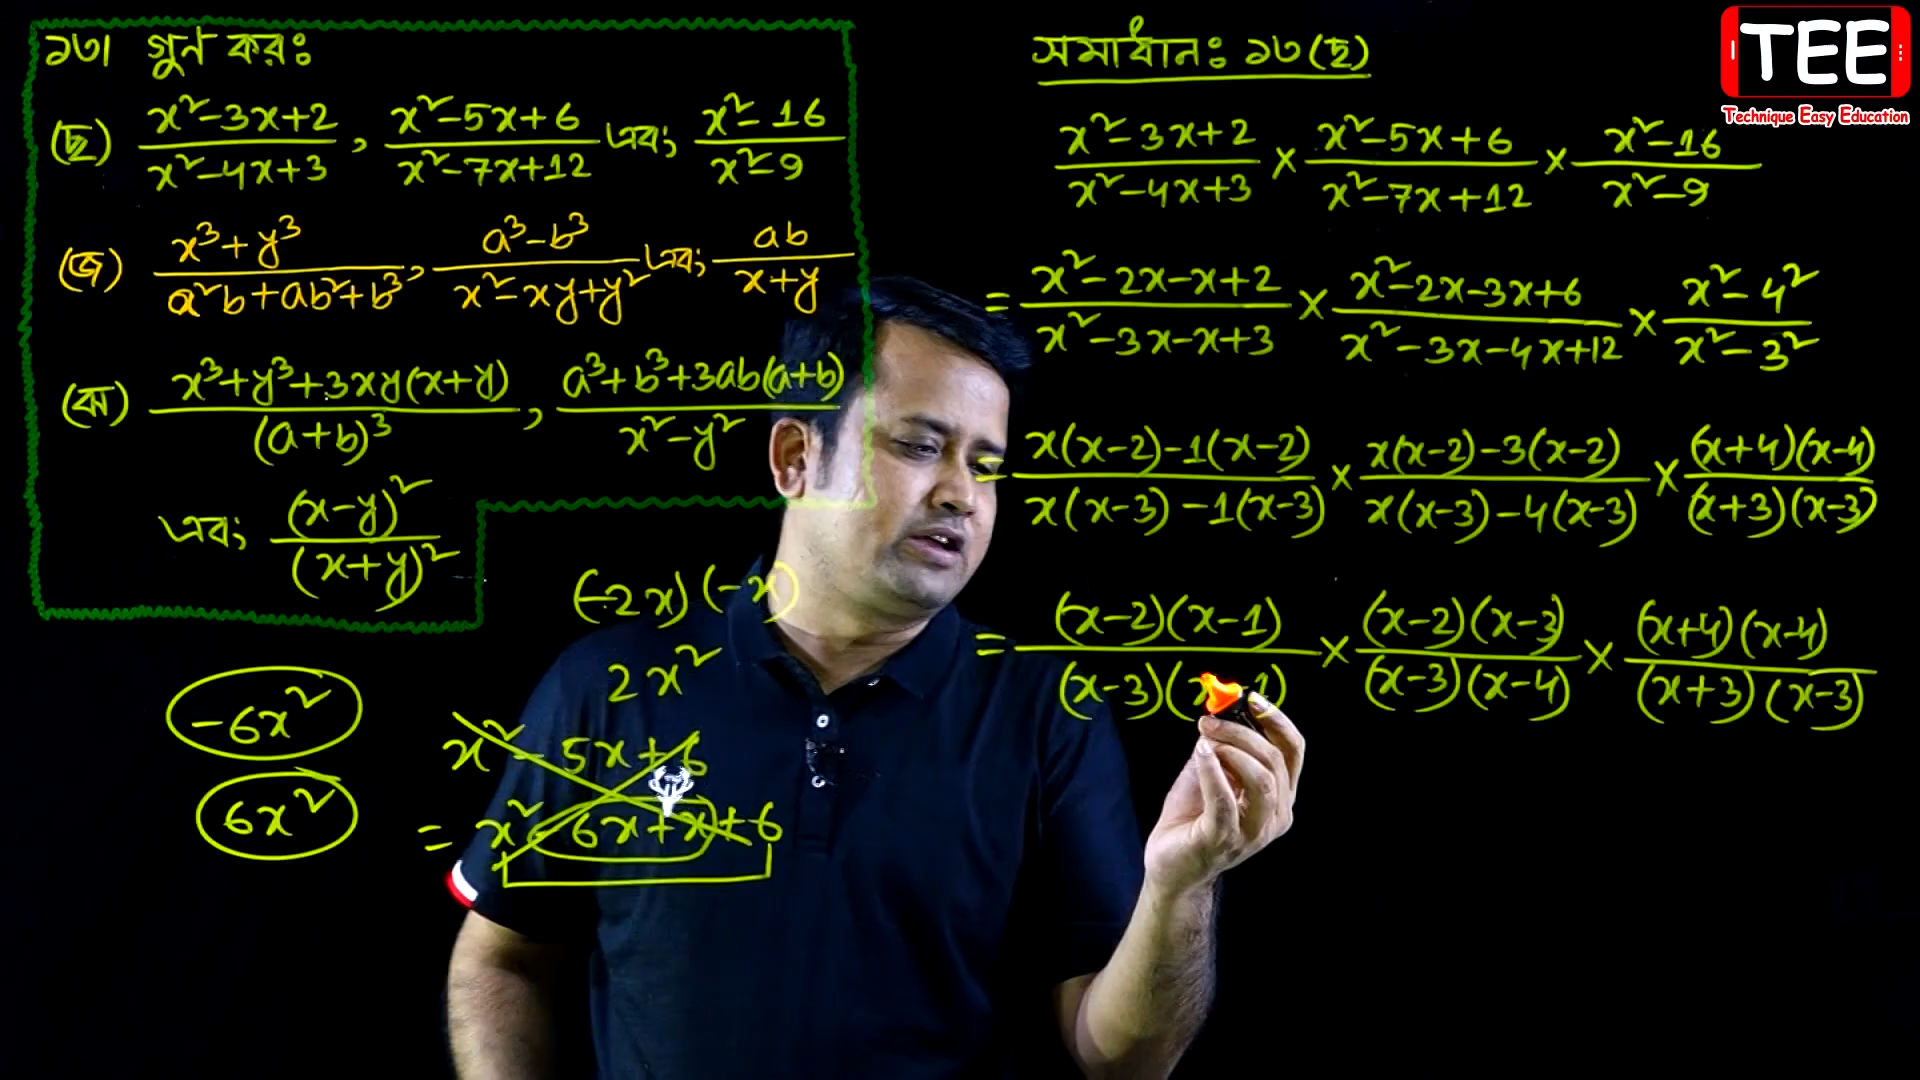 ১৩। গুন করঃ
(ছ) x²-3x+2/x²-4x+3, x²-5x+6/x²-7x+12 এবং x²-16/x²-9
(জ) x³+y³/a²b+ab²+b³, a³-b³/x²-xy+y² এবং ab/x+y
(ঝ) x³+y³+3xy(x+y)/(a+b)³, a³+b³+3ab(a+b)/x²-y²
এবং (x-y)²/(x+y)²
(-2x)(-x)
2x²
-6x²
6x²
x²-5x+6
= x²-6x+x+6
সমাধানঃ ১৩(ছ)
x²-3x+2/x²-4x+3 × x²-5x+6/x²-7x+12 × x²-16/x²-9
= x²-2x-x+2/x²-3x-x+3 × x²-2x-3x+6/x²-3x-4x+12 × x²-4²/x²-3²
= x(x-2)-1(x-2)/x(x-3)-1(x-3) × x(x-2)-3(x-2)/x(x-3)-4(x-3) × (x+4)(x-4)/(x+3)(x-3)
= (x-2)(x-1)/(x-3)(x-1) × (x-2)(x-3)/(x-3)(x-4) × (x+4)(x-4)/(x+3)(x-3)
TEE
Technique Easy Education